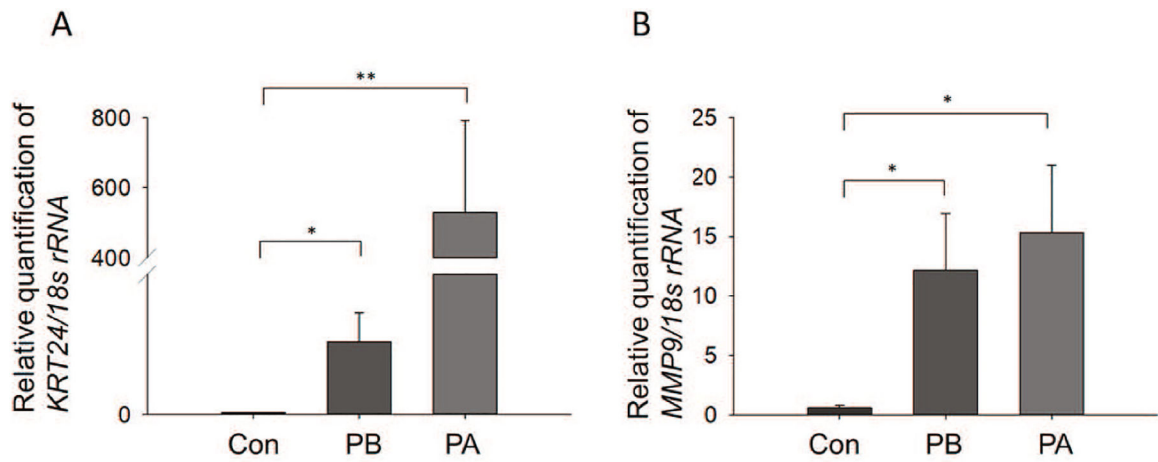 A
Relative quantification of
KRT24/18s rRNA
800
600
400
0
**
*
Con PB PA
B
Relative quantification of
MMP9/18s rRNA
25
20
15
10
5
0
*
*
Con PB PA